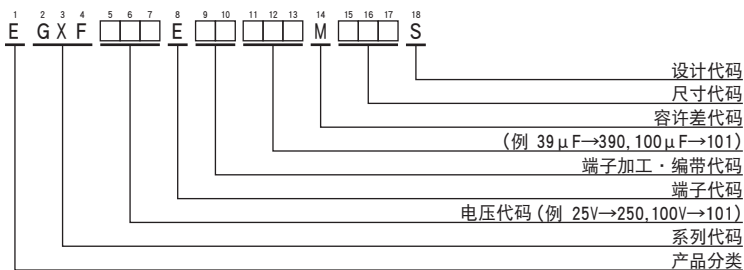 1 2 3 4 5 6 7 8 9 10 11 12 13 14 15 16 17 18
E GXF □□□ E □□ □□□ M □□□ S
设计代码
尺寸代码
容许差代码
(例 39μF→390, 100μF→101)
端子加工·编带代码
端子代码
电压代码(例 25V→250,100V→101)
系列代码
产品分类